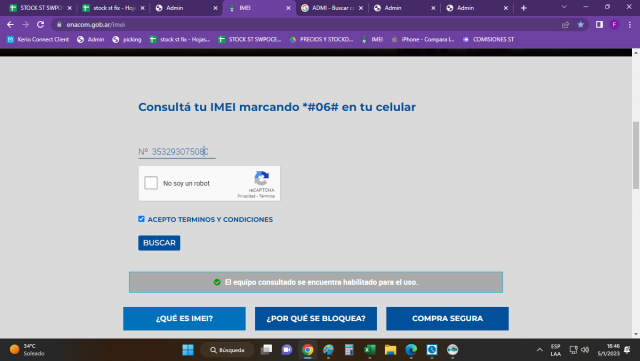 STOCK ST SWPO
stock st fix - Hoja
Admin
IMEI
ADMI - Buscar c
Admin
Admin
enacom.gob.ar/imei
F
Kerio Connect Client
Admin
picking
stock st fix - Hojas...
STOCK ST SWPOCE...
PRECIOS Y STOCKD...
IMEI
iPhone - Compara l...
COMISIONES ST
Consultá tu IMEI marcando *#06# en tu celular
Nº 353293075080
No soy un robot
reCAPTCHA
Privacidad - Términos
ACEPTO TERMINOS Y CONDICIONES
BUSCAR
El equipo consultado se encuentra habilitado para el uso.
¿QUÉ ES IMEI?
¿POR QUÉ SE BLOQUEA?
COMPRA SEGURA
34°C
Soleado
Búsqueda
ESP
LAA
18:46
5/1/2023